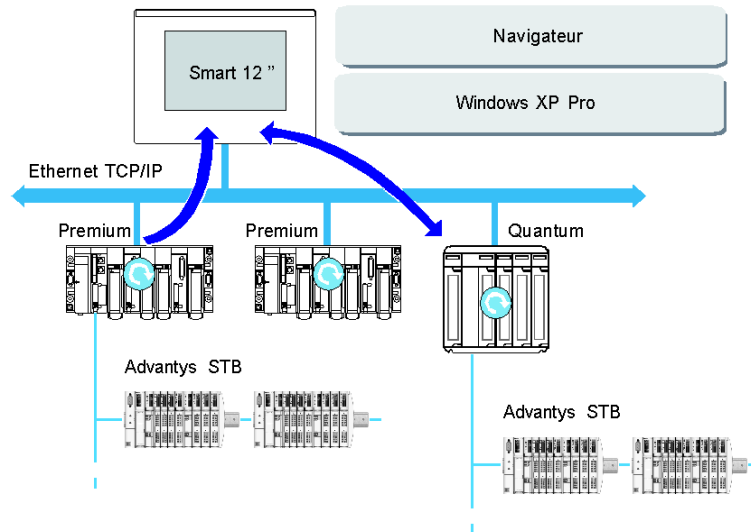 Navigateur
Smart 12 ”
Windows XP Pro
Ethernet TCP/IP
Premium
Premium
Quantum
Advantys STB
Advantys STB